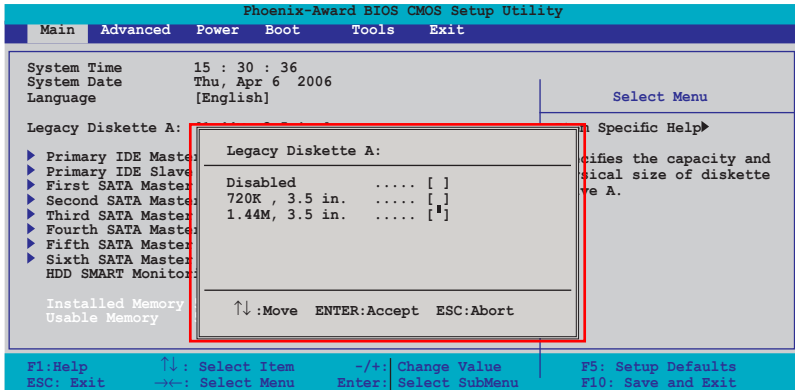 Phoenix-Award BIOS CMOS Setup Utility
Main Advanced Power Boot Tools Exit
System Time 15 : 30 : 36
System Date Thu, Apr 6 2006
Language [English]
Legacy Diskette A:
Primary IDE Maste
Primary IDE Slave
First SATA Master
Second SATA Maste
Third SATA Master
Fourth SATA Maste
Fifth SATA Master
Sixth SATA Master
HDD SMART Monitori
Installed Memory
Usable Memory
Legacy Diskette A:
Disabled ..... [ ]
720K , 3.5 in. ..... [ ]
1.44M, 3.5 in. ..... [ ]
↑↓ :Move ENTER:Accept ESC:Abort
Select Menu
Specific Help
cifies the capacity and
sical size of diskette
ve A.
F1:Help ↑↓ : Select Item -/+: Change Value F5: Setup Defaults
ESC: Exit →←: Select Menu Enter: Select SubMenu F10: Save and Exit